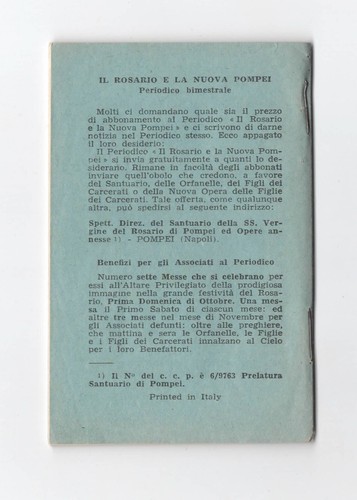 IL ROSARIO E LA NUOVA POMPEI
Periodico bimestrale
Molti ci domandano quale sia il prezzo
di abbonamento al Periodico « Il Rosario
e la Nuova Pompei » e ci scrivono di darne
notizia nel Periodico stesso. Ecco appagato
il loro desiderio:
Il Periodico « Il Rosario e la Nuova Pom-
pei » si invia gratuitamente a quanti lo de-
siderano. Rimane in facoltà degli abbonati
inviare quell'obolo che credono, a favore
del Santuario, delle Orfanelle, dei Figli dei
Carcerati o della Nuova Opera delle Figlie
dei Carcerati. Tale offerta, come qualunque
altra, può spedirsi al seguente indirizzo:
Spett. Direz. del Santuario della SS. Ver-
gine del Rosario di Pompei ed Opere an-
nesse 1) - POMPEI (Napoli).
Benefizi per gli Associati al Periodico
Numero sette Messe che si celebrano per
essi all'Altare Privilegiato della prodigiosa
immagine nella grande festività del Rosa-
rio, Prima Domenica di Ottobre. Una mes-
sa il Primo Sabato di ciascun mese: ed
altre tre messe nel mese di Novembre per
gli Associati defunti: oltre alle preghiere,
che mattina e sera le Orfanelle, le Figlie
e i Figli dei Carcerati innalzano al Cielo
per i loro Benefattori.
1) Il N° del c. c. p. è 6/9763 Prelatura
Santuario di Pompei.
Printed in Italy